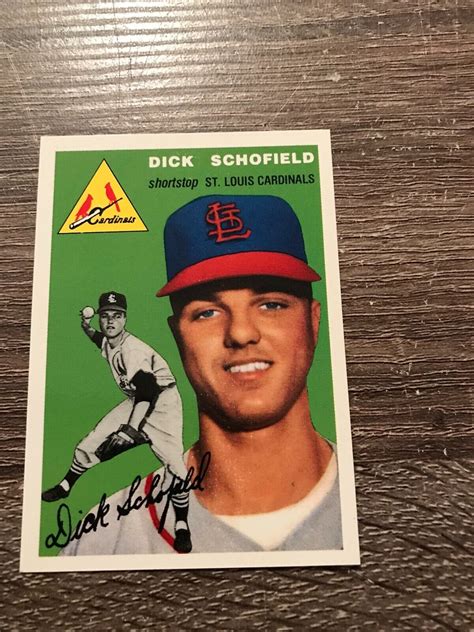 DICK SCHOFIELD
shortstop ST. LOUIS CARDINALS
Cardinals
STL
Dick Schofield